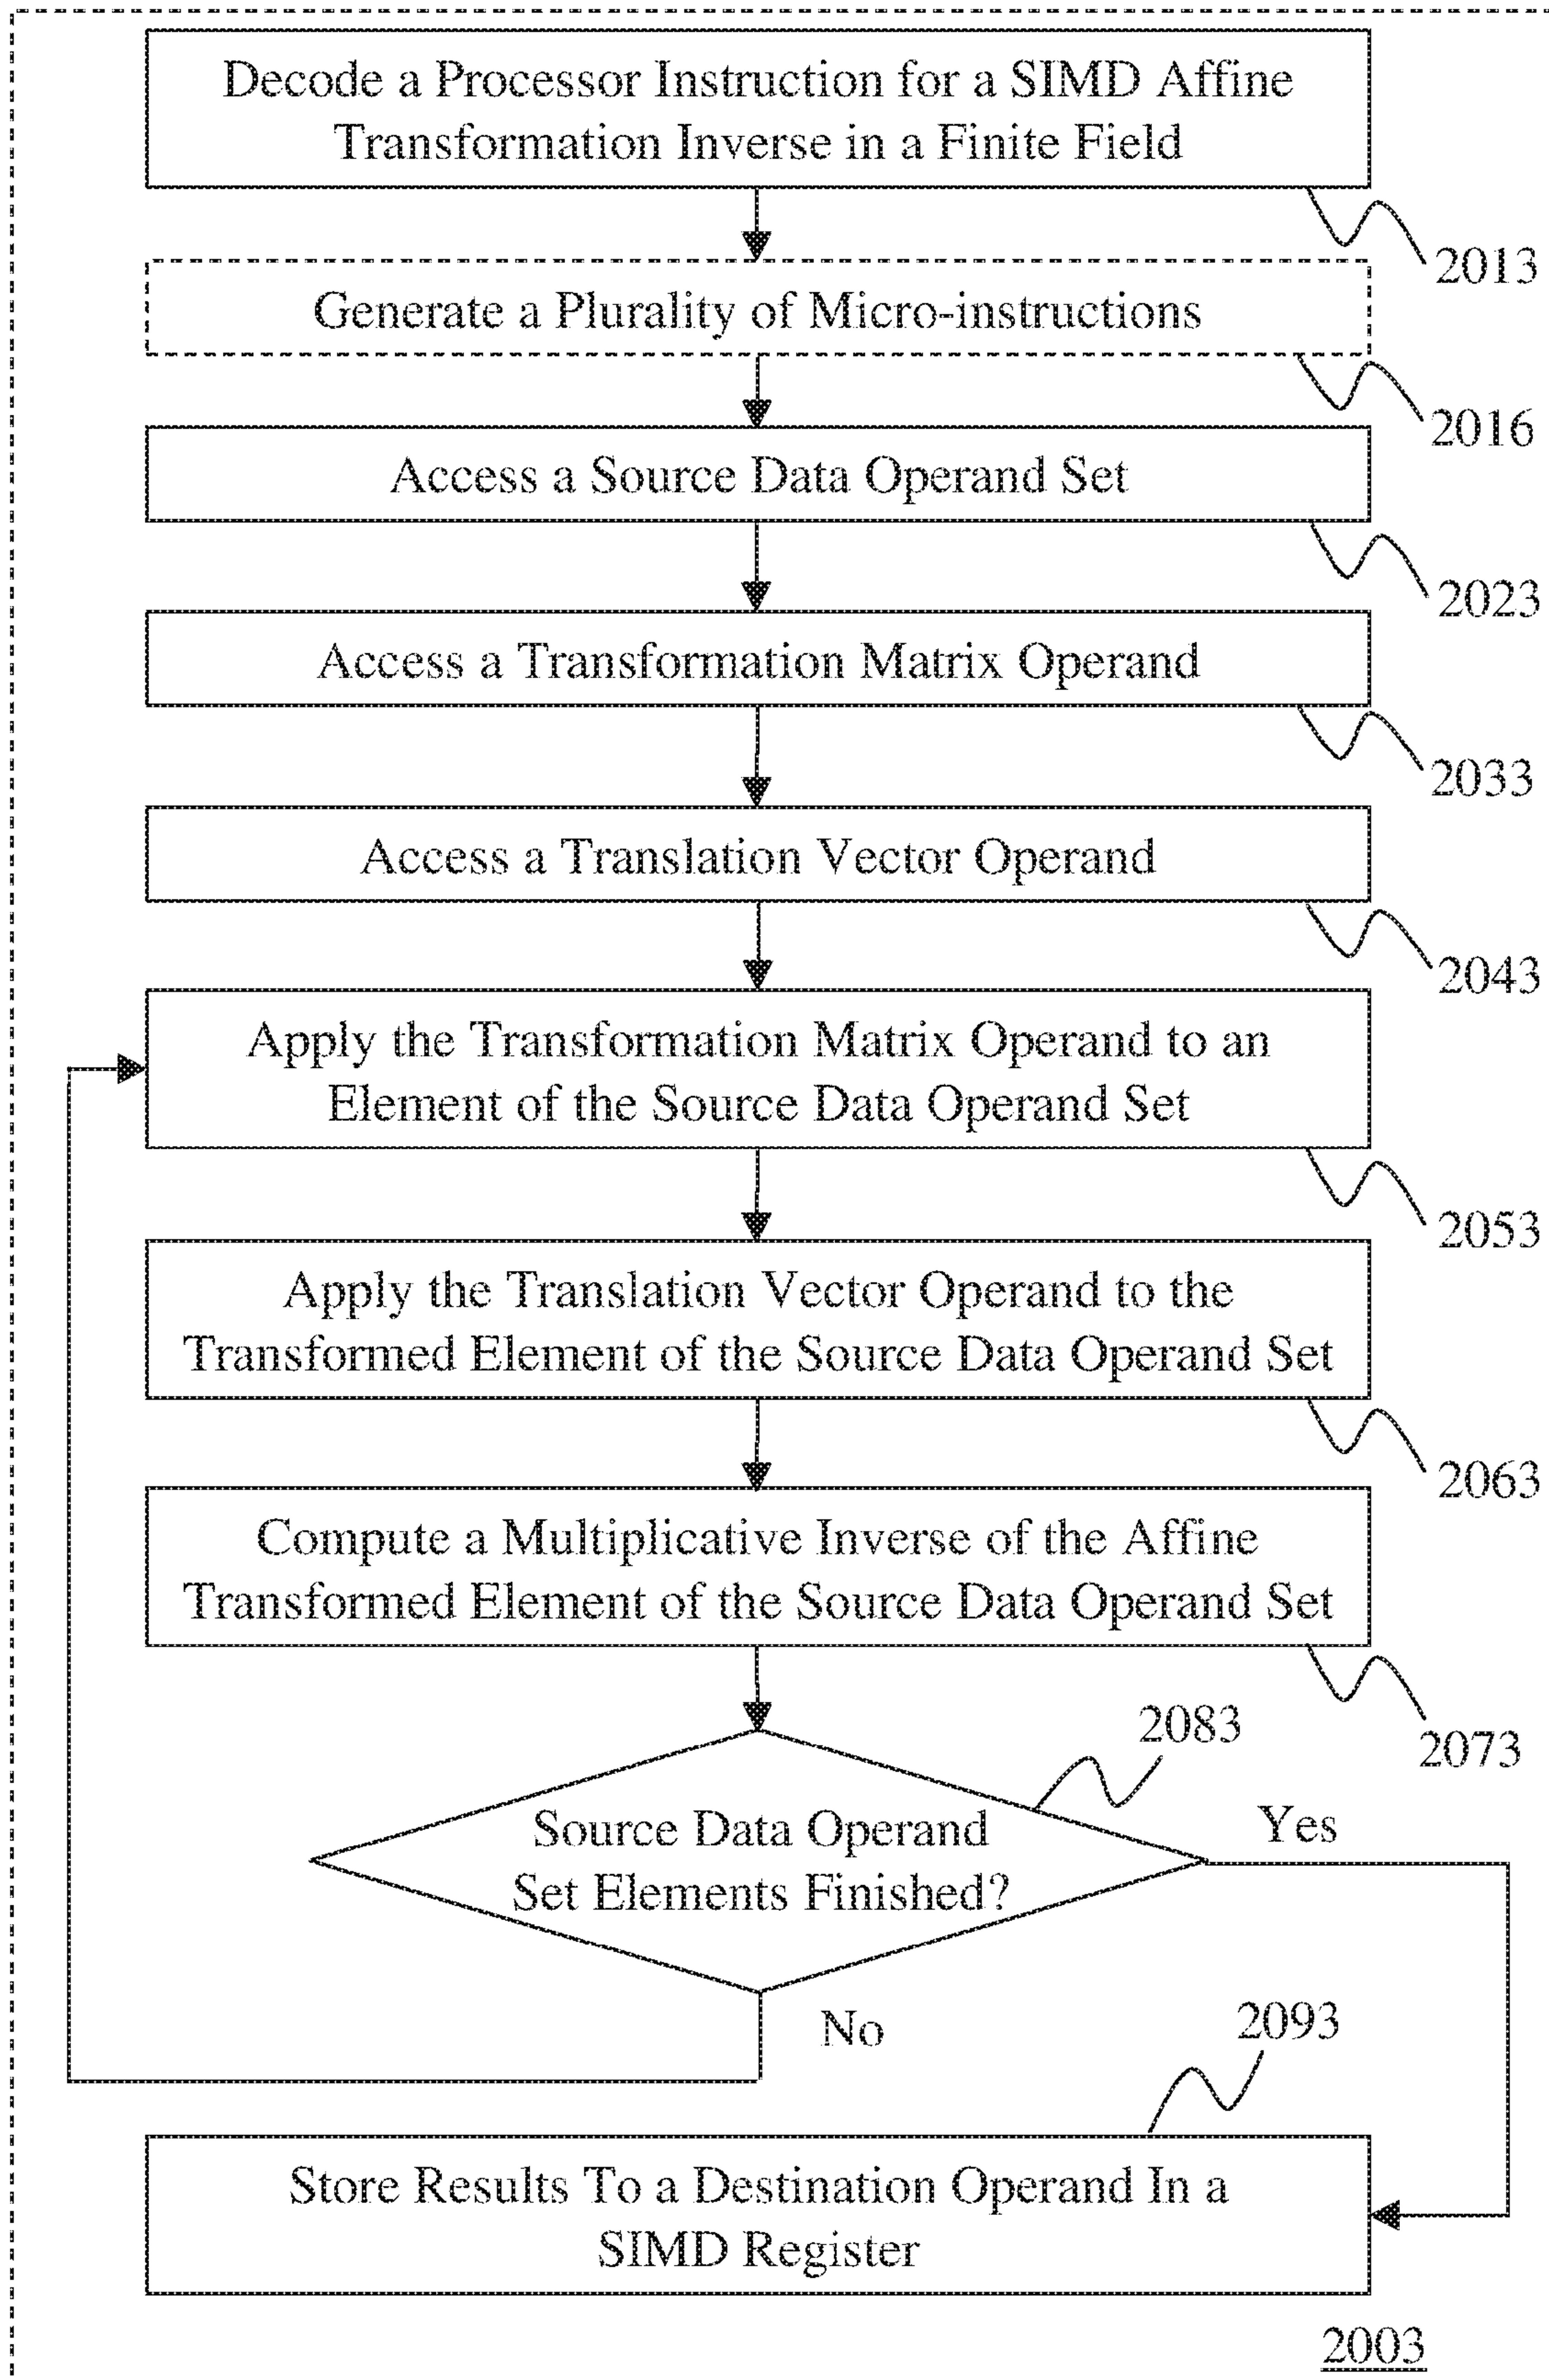 Decode a Processor Instruction for a SIMD Affine
Transformation Inverse in a Finite Field
2013
Generate a Plurality of Micro-instructions
2016
Access a Source Data Operand Set
2023
Access a Transformation Matrix Operand
2033
Access a Translation Vector Operand
2043
Apply the Transformation Matrix Operand to an
Element of the Source Data Operand Set
2053
Apply the Translation Vector Operand to the
Transformed Element of the Source Data Operand Set
2063
Compute a Multiplicative Inverse of the Affine
Transformed Element of the Source Data Operand Set
2073
2083
Source Data Operand
Set Elements Finished?
Yes
No
2093
Store Results To a Destination Operand In a
SIMD Register
2003